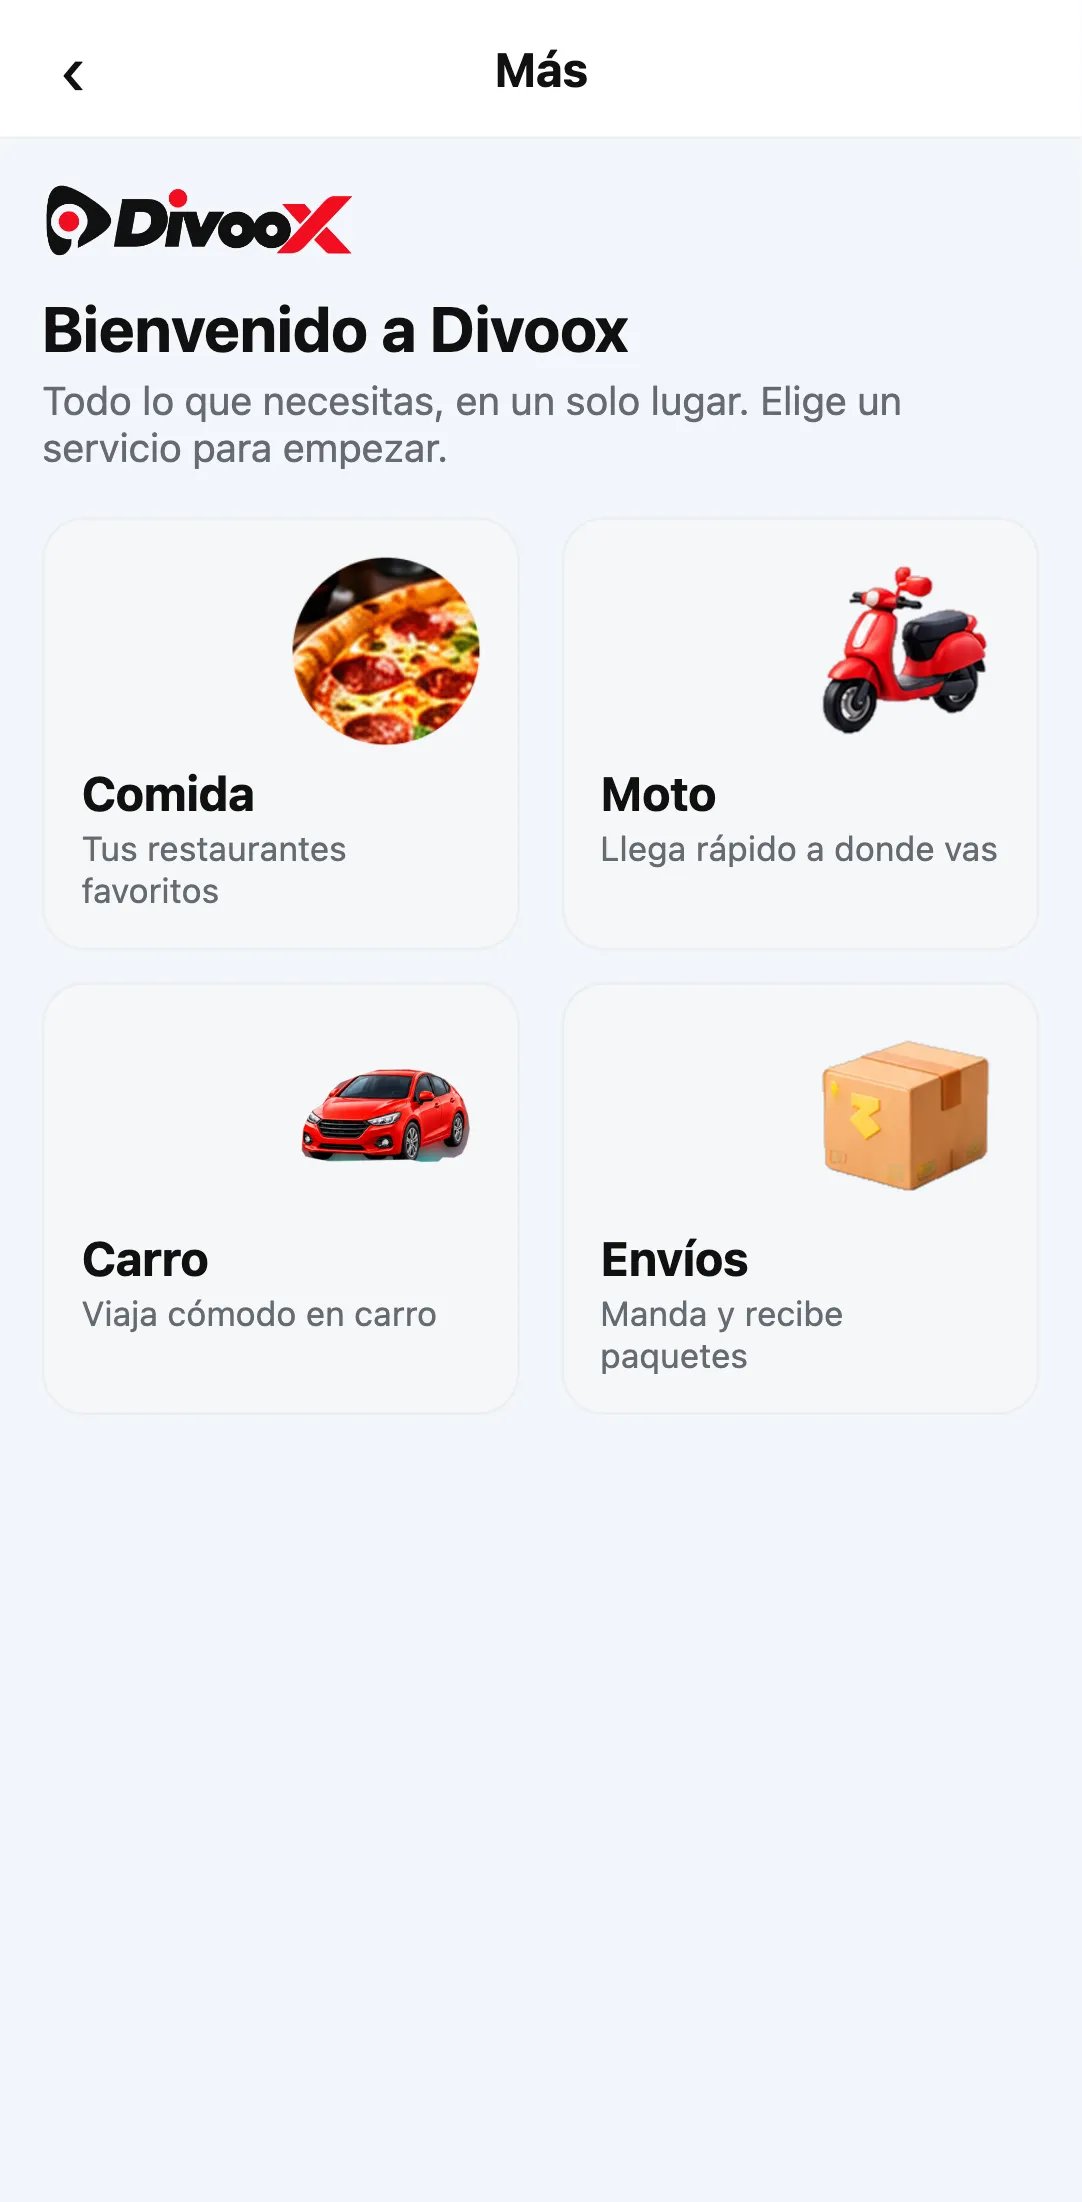 Más
DivooX
Bienvenido a Divoox
Todo lo que necesitas, en un solo lugar. Elige un
servicio para empezar.
Comida
Tus restaurantes
favoritos
Moto
Llega rápido a donde vas
Carro
Viaja cómodo en carro
Envíos
Manda y recibe
paquetes